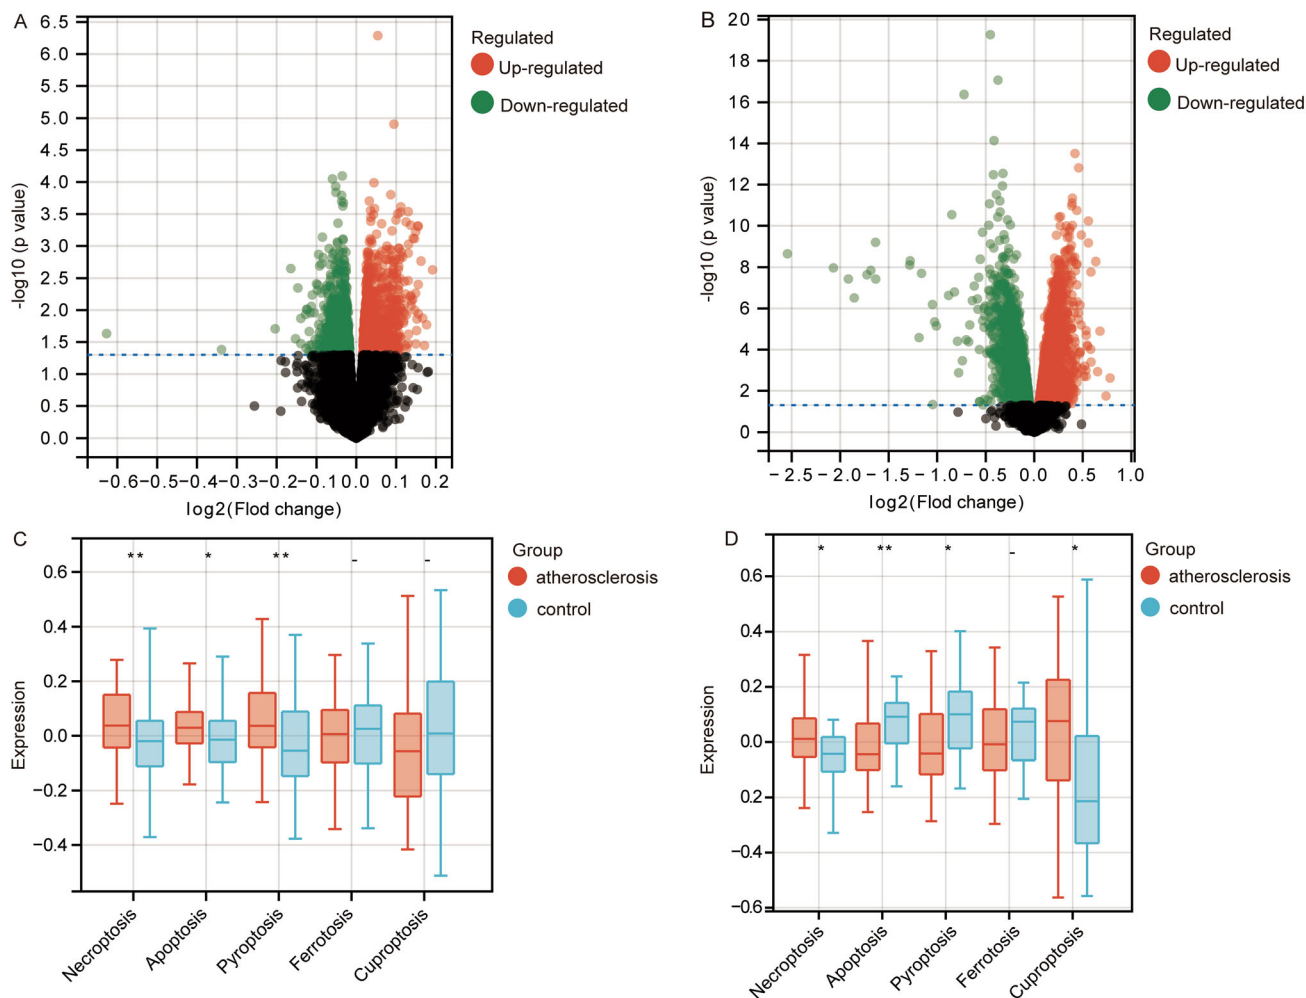 A
6.5
6.0
5.5
5.0
4.5
4.0
3.5
3.0
2.5
2.0
1.5
1.0
0.5
0.0
-log10 (p value)
−0.6 −0.5 −0.4 −0.3 −0.2 −0.1 0.0 0.1 0.2
log2(Flod change)
Regulated
Up-regulated
Down-regulated
B
20
18
16
14
12
10
8
6
4
2
0
-log10 (p value)
−2.5 −2.0 −1.5 −1.0 −0.5 0.0 0.5 1.0
log2(Flod change)
Regulated
Up-regulated
Down-regulated
C
** * ** - -
0.6
0.4
0.2
0.0
−0.2
−0.4
Expression
Necroptosis
Apoptosis
Pyroptosis
Ferrotosis
Cuproptosis
Group
atherosclerosis
control
D
* ** * - *
0.6
0.4
0.2
0.0
0.2
−0.4
−0.6
Expression
Necroptosis
Apoptosis
Pyroptosis
Ferrotosis
Cuproptosis
Group
atherosclerosis
control